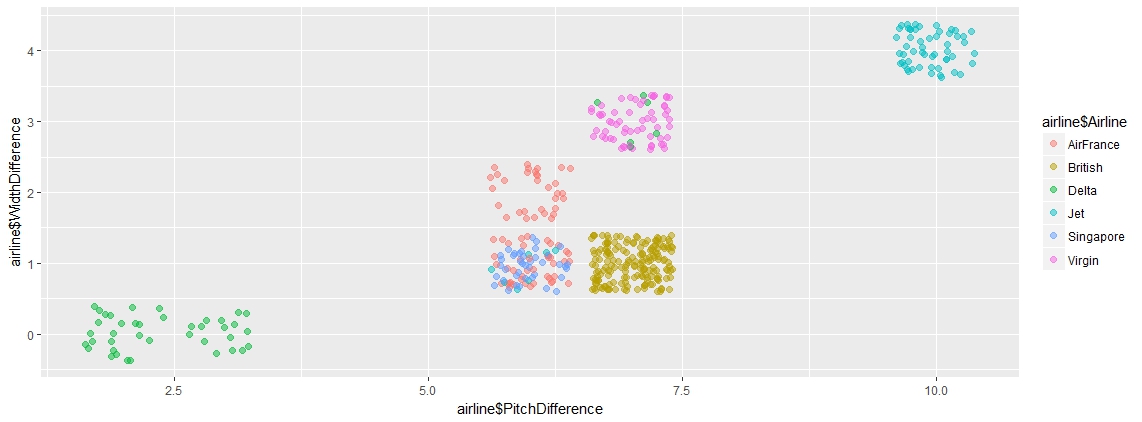 airline$WidthDifference
4
3
2
1
0
2.5 5.0 7.5 10.0
airline$PitchDifference
airline$Airline
AirFrance
British
Delta
Jet
Singapore
Virgin